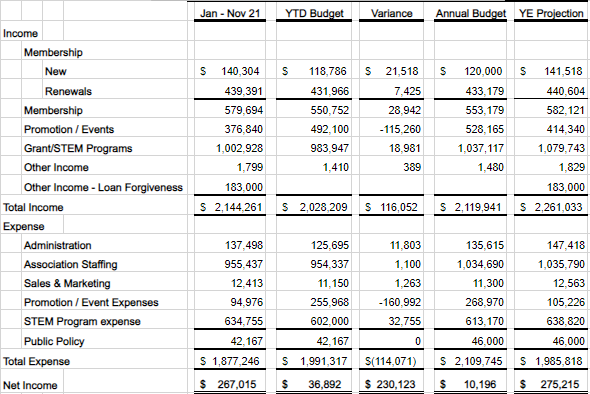 Jan - Nov 21 YTD Budget Variance Annual Budget YE Projection
Income
Membership
New $ 140,304 $ 118,786 $ 21,518 $ 120,000 $ 141,518
Renewals 439,391 431,966 7,425 433,179 440,604
Membership 579,694 550,752 28,942 553,179 582,121
Promotion / Events 376,840 492,100 -115,260 528,165 414,340
Grant/STEM Programs 1,002,928 983,947 18,981 1,037,117 1,079,743
Other Income 1,799 1,410 389 1,480 1,829
Other Income - Loan Forgiveness 183,000 183,000
Total Income $ 2,144,261 $ 2,028,209 $ 116,052 $ 2,119,941 $ 2,261,033
Expense
Administration 137,498 125,695 11,803 135,615 147,418
Association Staffing 955,437 954,337 1,100 1,034,690 1,035,790
Sales & Marketing 12,413 11,150 1,263 11,300 12,563
Promotion / Event Expenses 94,976 255,968 -160,992 268,970 105,226
STEM Program expense 634,755 602,000 32,755 613,170 638,820
Public Policy 42,167 42,167 0 46,000 46,000
Total Expense $ 1,877,246 $ 1,991,317 $(114,071) $ 2,109,745 $ 1,985,818
Net Income $ 267,015 $ 36,892 $ 230,123 $ 10,196 $ 275,215